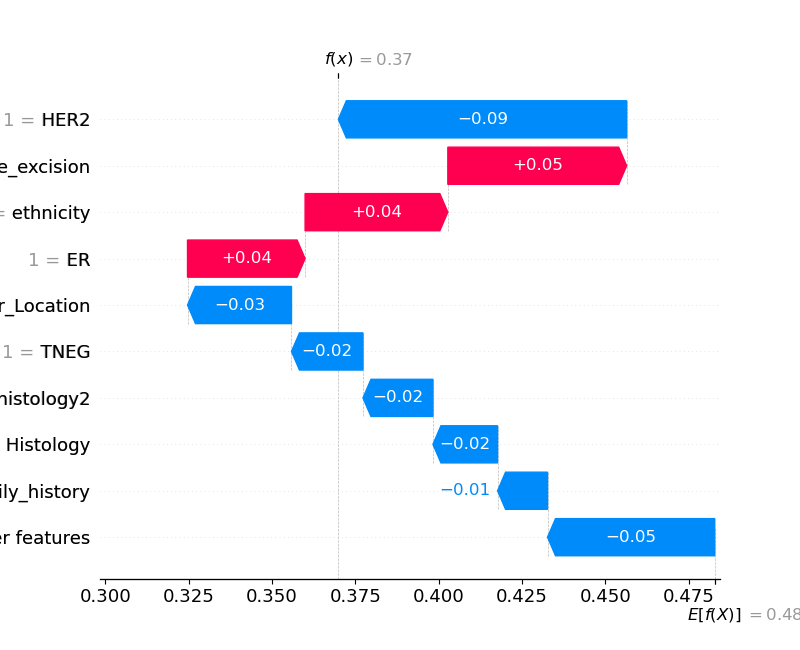 f(x) = 0.37
1 = HER2
−0.09
e_excision
+0.05
= ethnicity
+0.04
1 = ER
+0.04
r_Location
−0.03
1 = TNEG
−0.02
histology2
−0.02
Histology
−0.02
ily_history
−0.01
er features
−0.05
0.300 0.325 0.350 0.375 0.400 0.425 0.450 0.475
E[f(X)] = 0.48